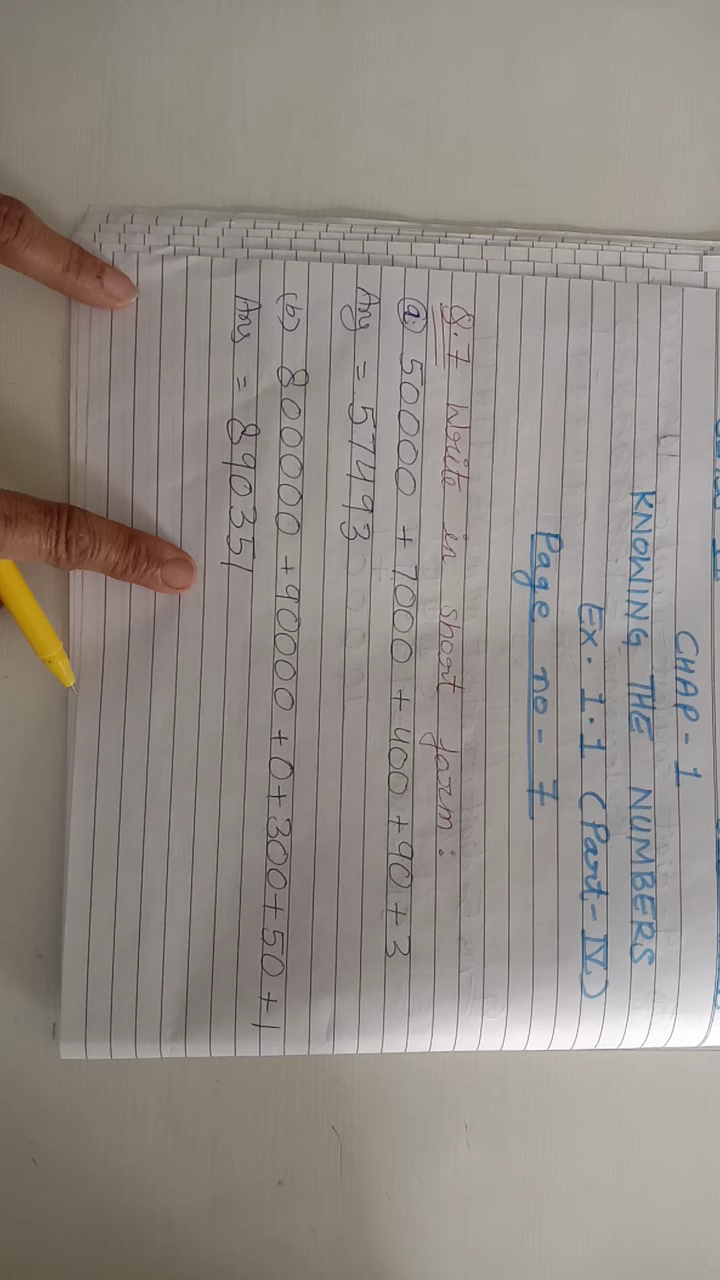 CHAP - 1
KNOWING THE NUMBERS
EX. 1.1 (Part - IV)
Page no - 7
8.7 Write in short form:
(a) 50000 + 7000 + 400 + 90 + 3
Ans = 57493
(b) 800000 + 90000 + 0 + 300 + 50 + 1
Ans = 890351